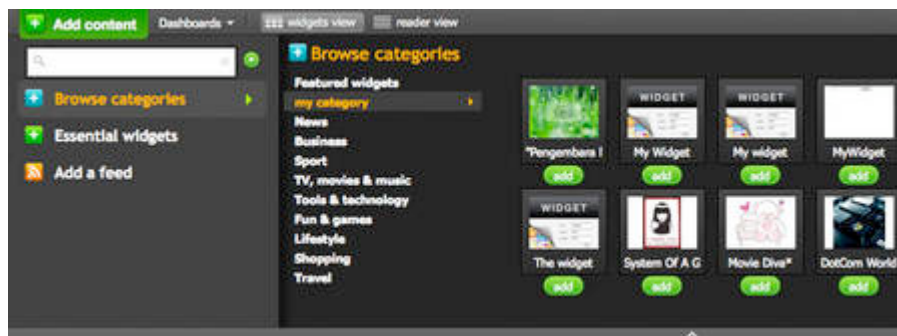 Add content Dashboards widgets view reader view
Browse categories
Essential widgets
Add a feed
Browse categories
Featured widgets
my category
News
Business
Sport
TV, movies & music
Tools & technology
Fun & games
Lifestyle
Shopping
Travel
WIDGET WIDGET
"Pengembara I My Widget My widget MyWidget
add add add add
WIDGET
The widget System Of A G Movie Diva* DotCom World
add add add add